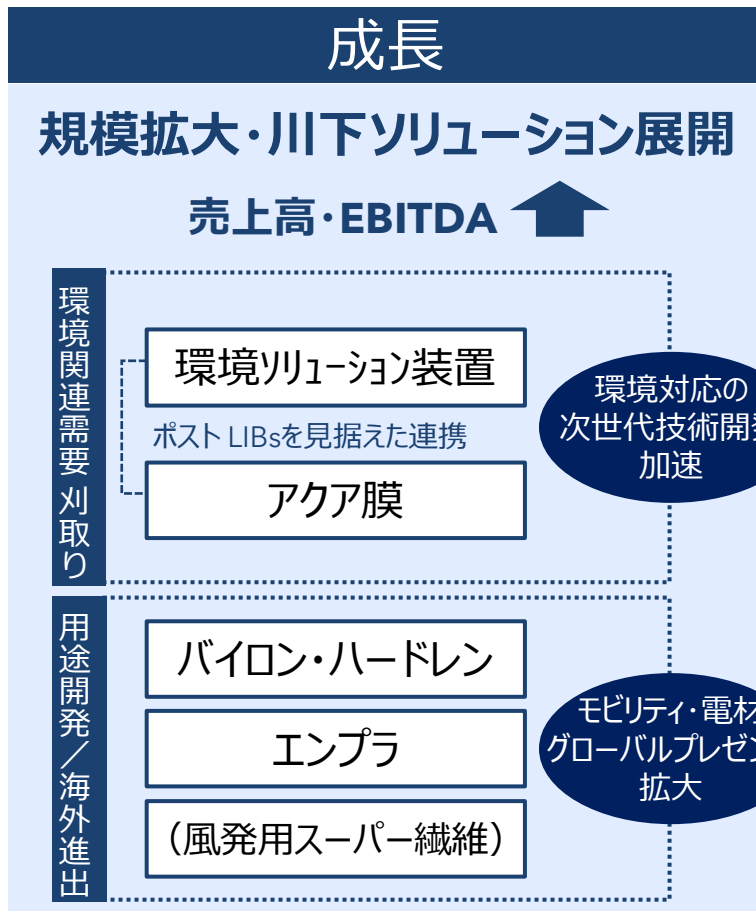 成長
規模拡大・川下ソリューション展開
売上高・EBITDA
環境関連需要 刈取り
環境ソリューション装置
ポスト LIBsを見据えた連携
アクア膜
環境対応の
次世代技術開発
加速
用途開発／海外進出
バイロン・ハードレン
エンプラ
（風発用スーパー繊維）
モビリティ・電材
グローバルプレゼン
拡大